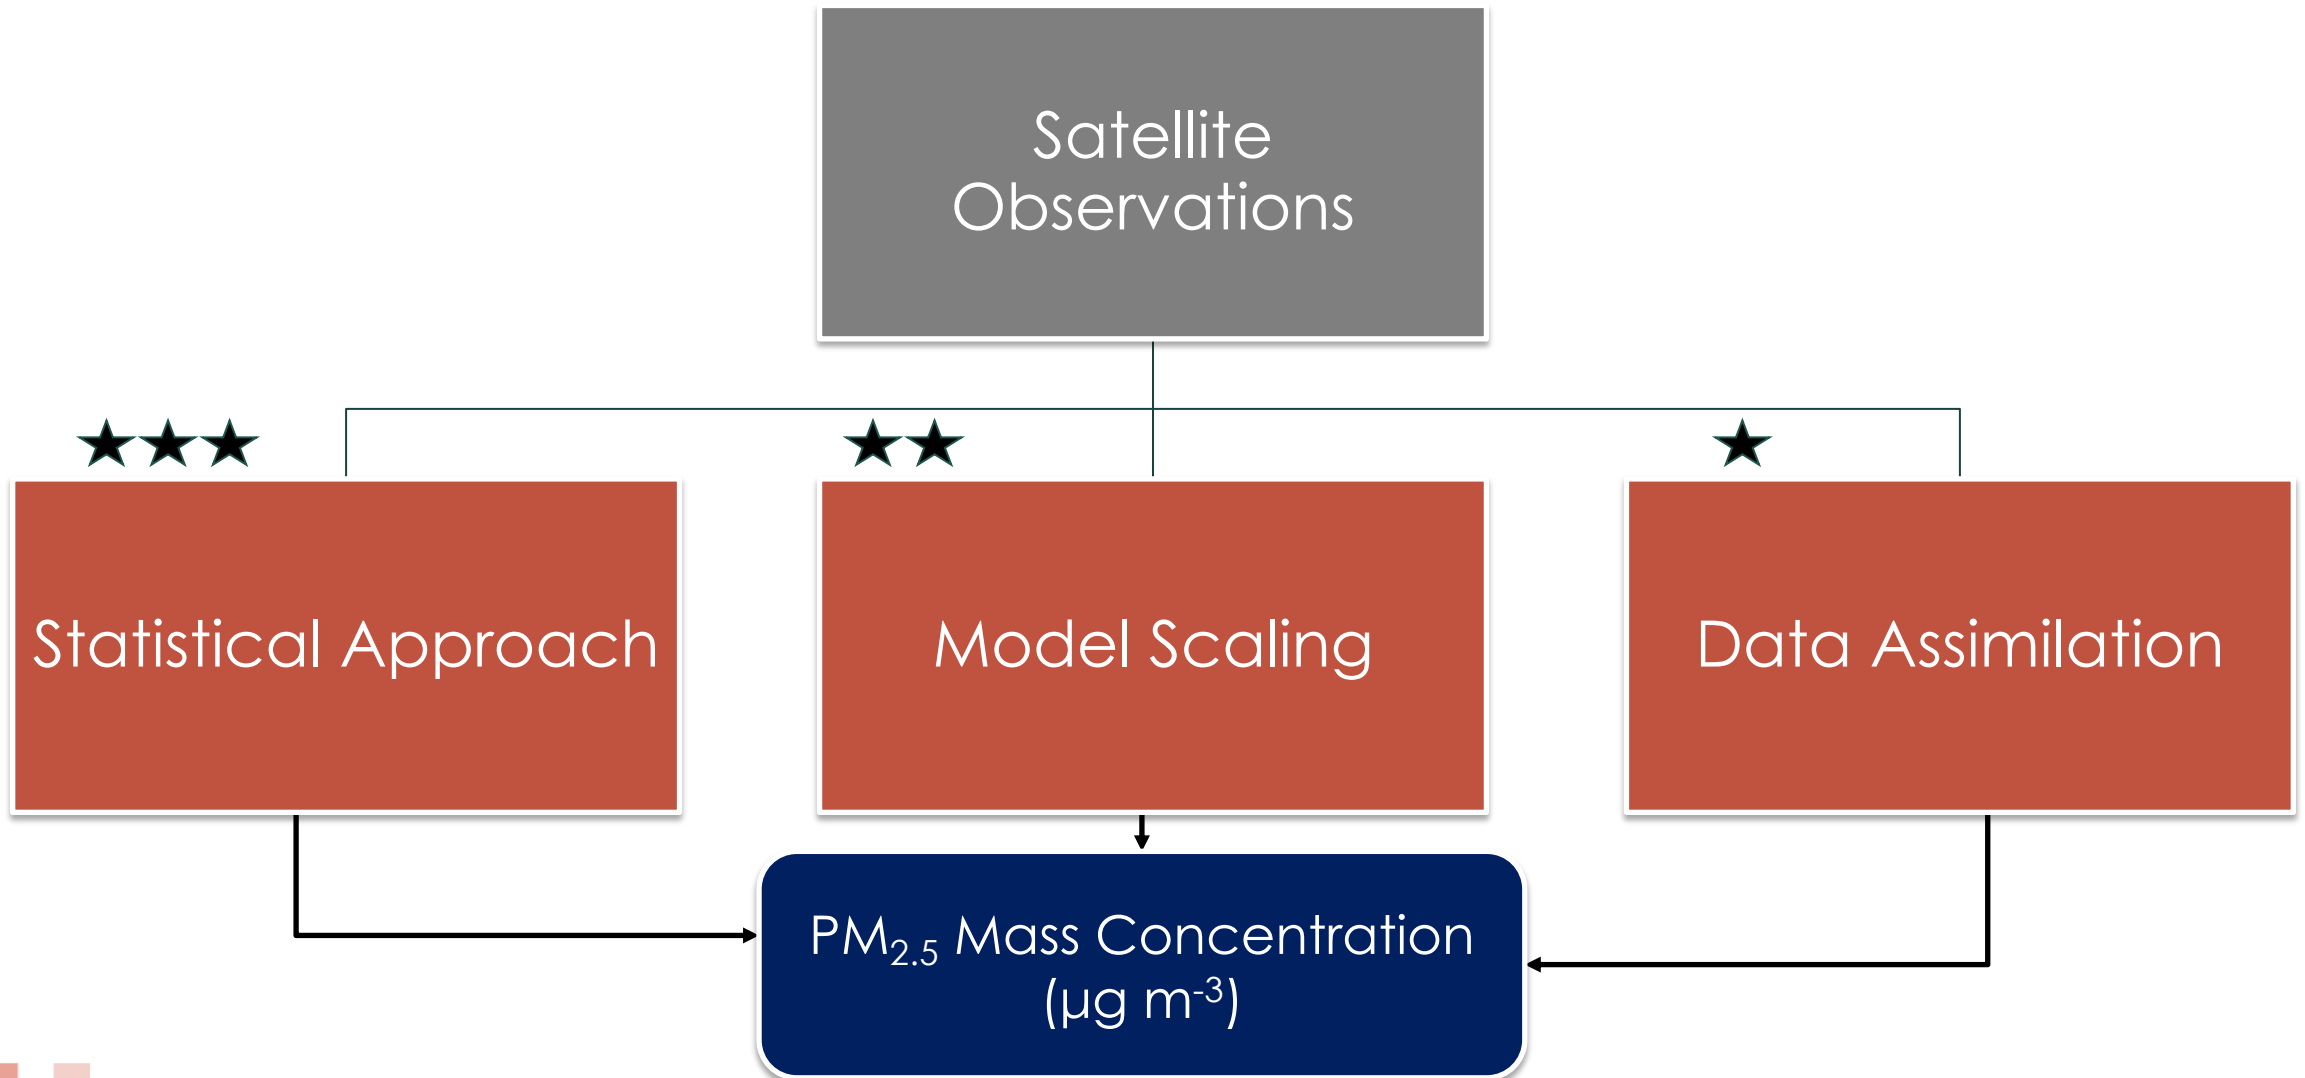 Satellite
Observations
Statistical Approach
Model Scaling
Data Assimilation
PM₂.₅ Mass Concentration
(µg m⁻³)